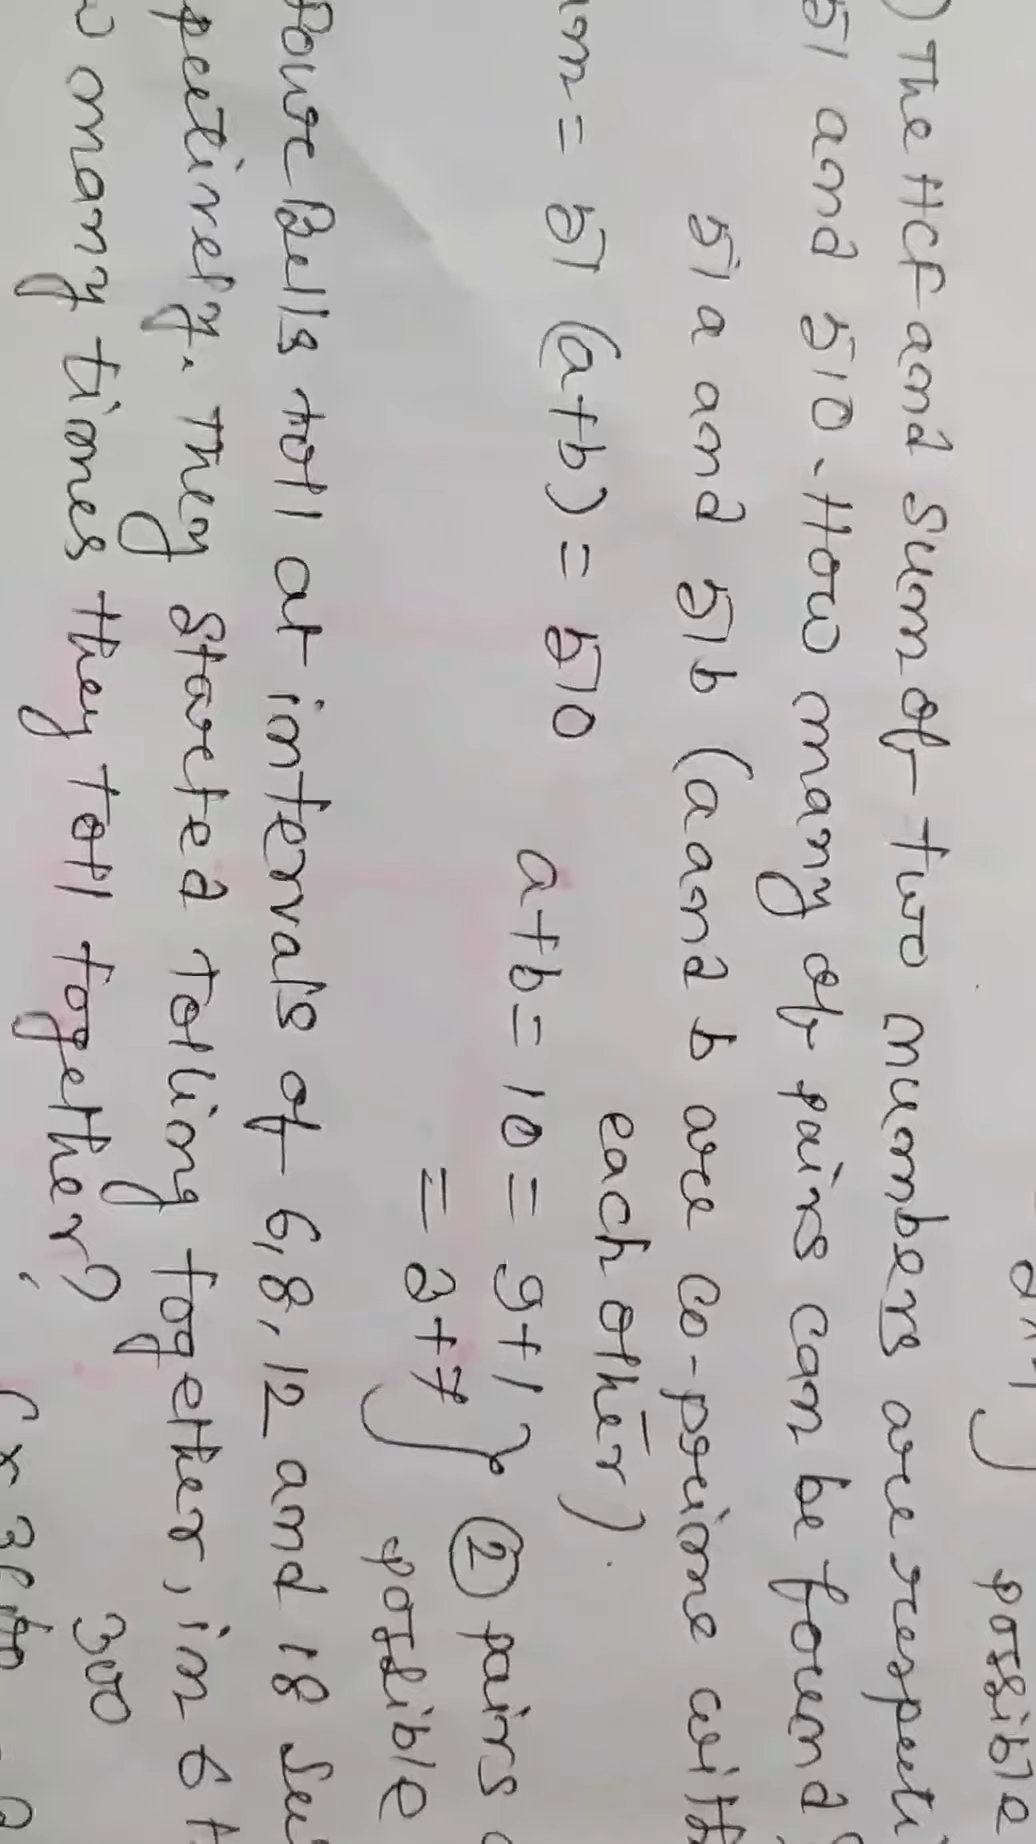 possible
) The HCF and sum of two numbers are respecti
51 and 510. How many of pairs can be found
51a and 51b (a and b are co-prime with
each other).
um = 51 (a+b) = 510 a+b = 10 = 9+1 } ② pairs
= 3+7 possible
Four Bells toll at intervals of 6, 8, 12 and 18 Sec
pectively. They started tolling together, in 6 h
w many times they toll together?
300